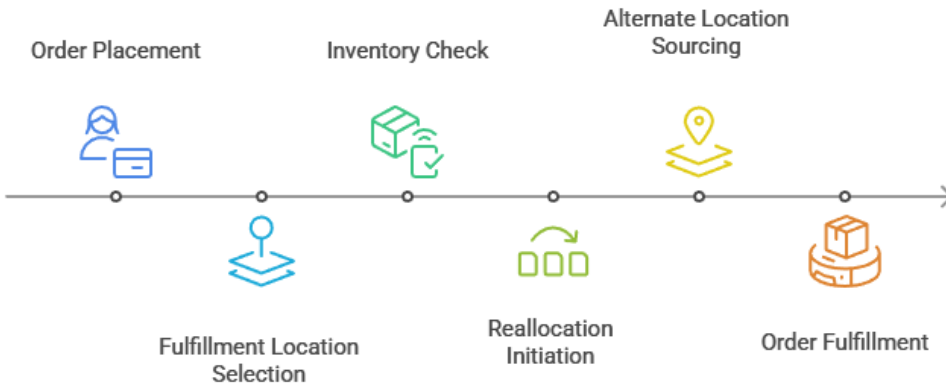 Order Placement
Fulfillment Location
Selection
Inventory Check
Reallocation
Initiation
Alternate Location
Sourcing
Order Fulfillment